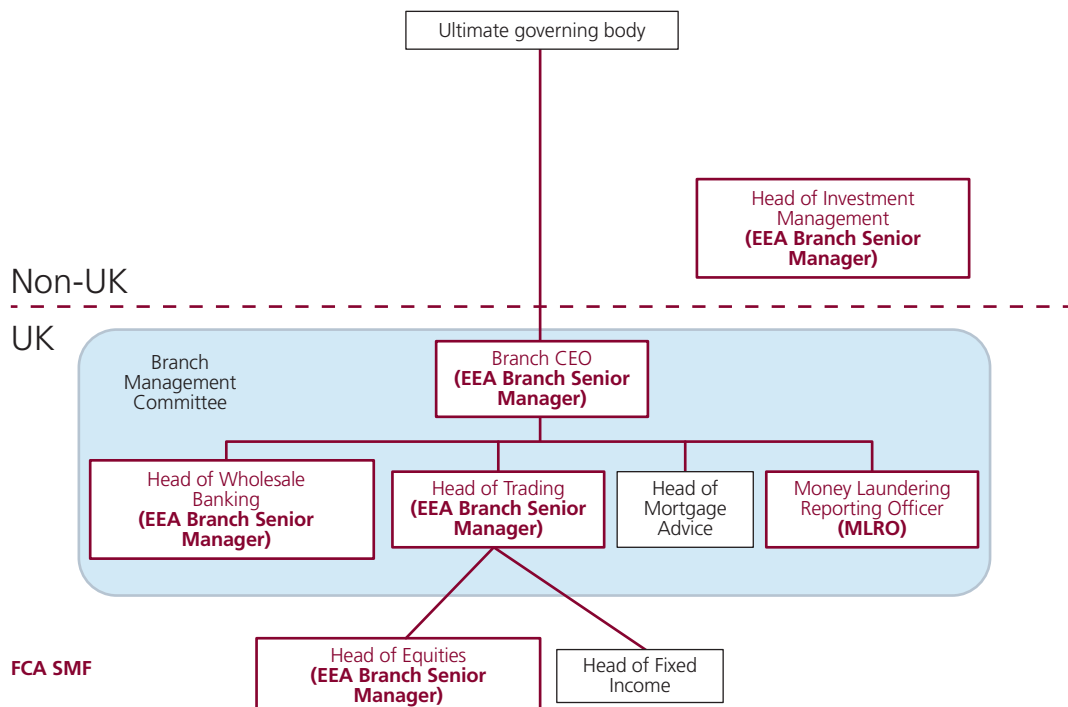 Ultimate governing body
Head of Investment
Management
(EEA Branch Senior
Manager)
Non-UK
UK
Branch
Management
Committee
Branch CEO
(EEA Branch Senior
Manager)
Head of Wholesale
Banking
(EEA Branch Senior
Manager)
Head of Trading
(EEA Branch Senior
Manager)
Head of
Mortgage
Advice
Money Laundering
Reporting Officer
(MLRO)
FCA SMF
Head of Equities
(EEA Branch Senior
Manager)
Head of Fixed
Income